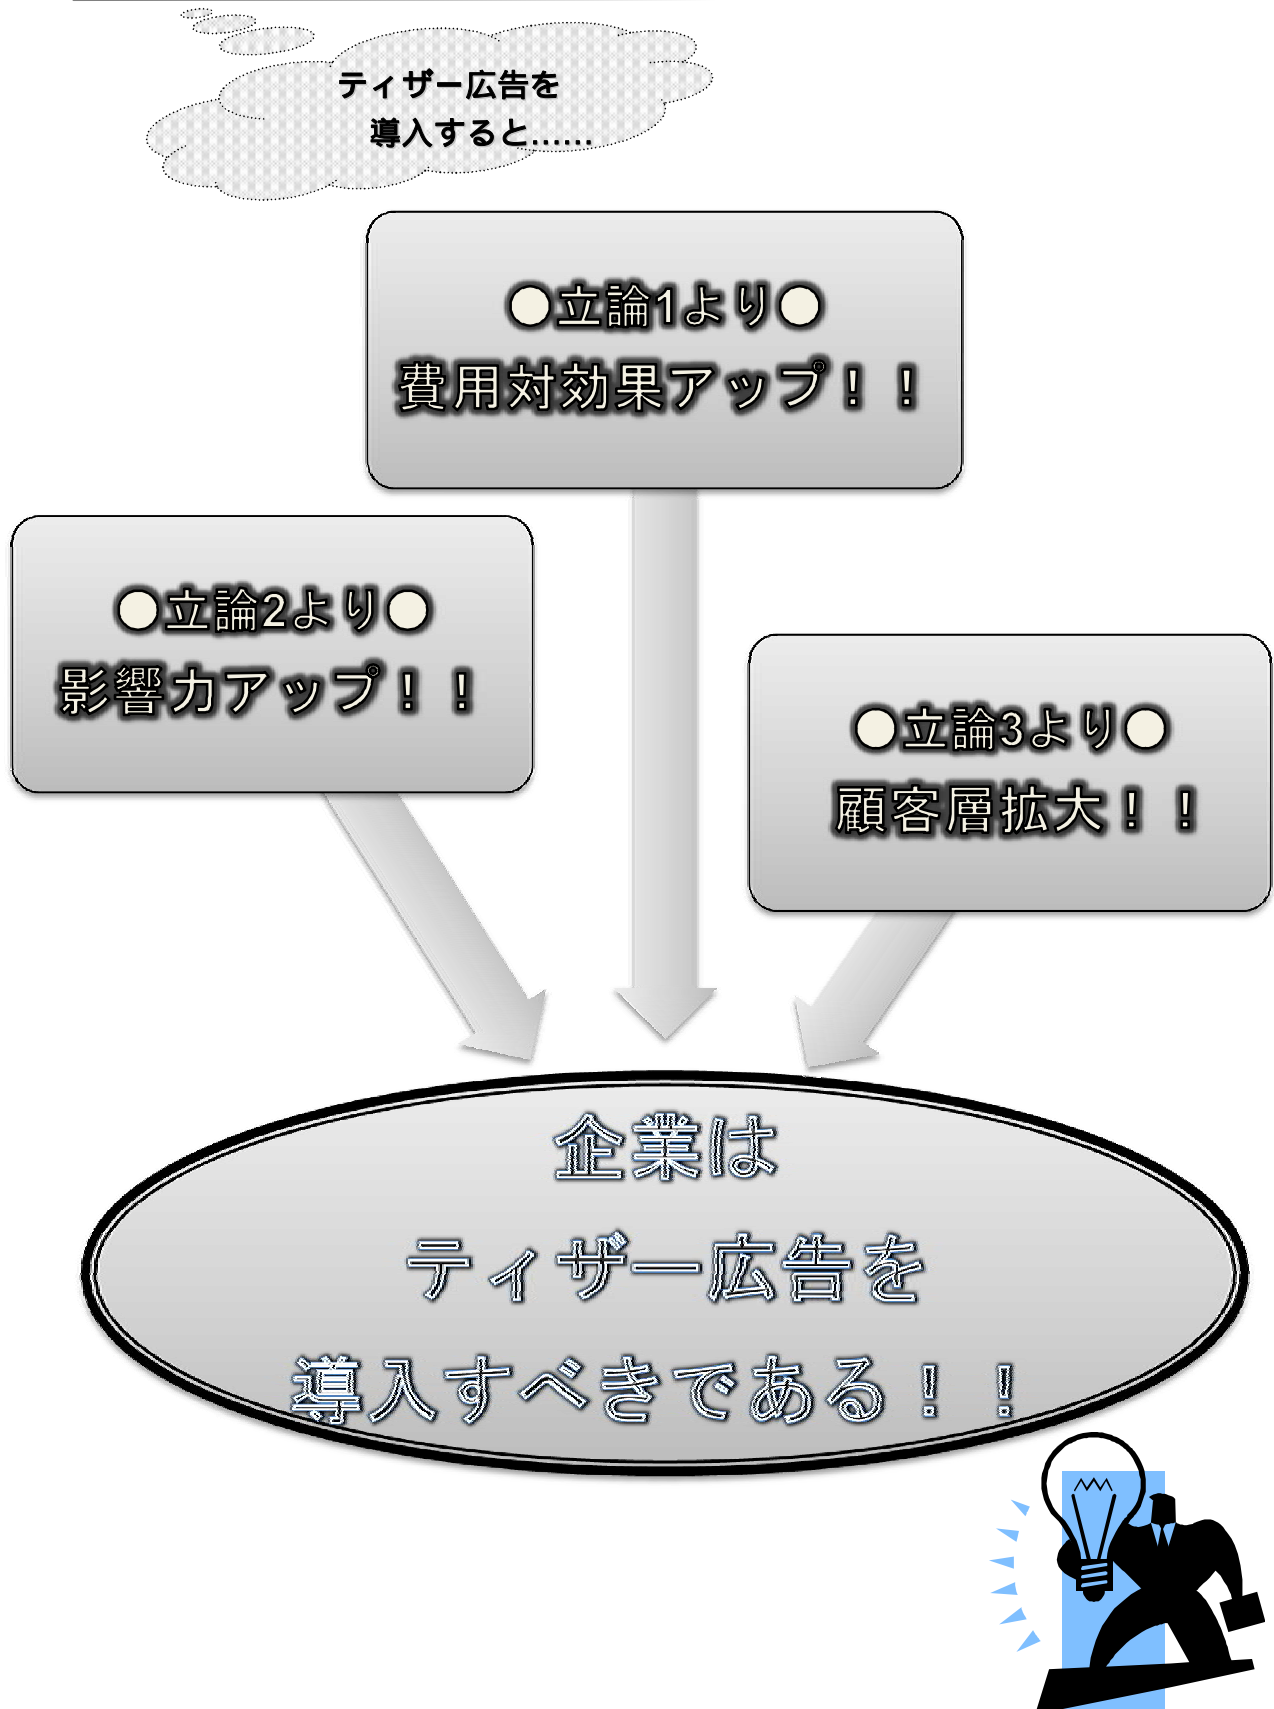 ティザー広告を
導入すると……
●立論1より●
費用対効果アップ！！
●立論2より●
影響力アップ！！
●立論3より●
顧客層拡大！！
企業は
ティザー広告を
導入すべきである！！